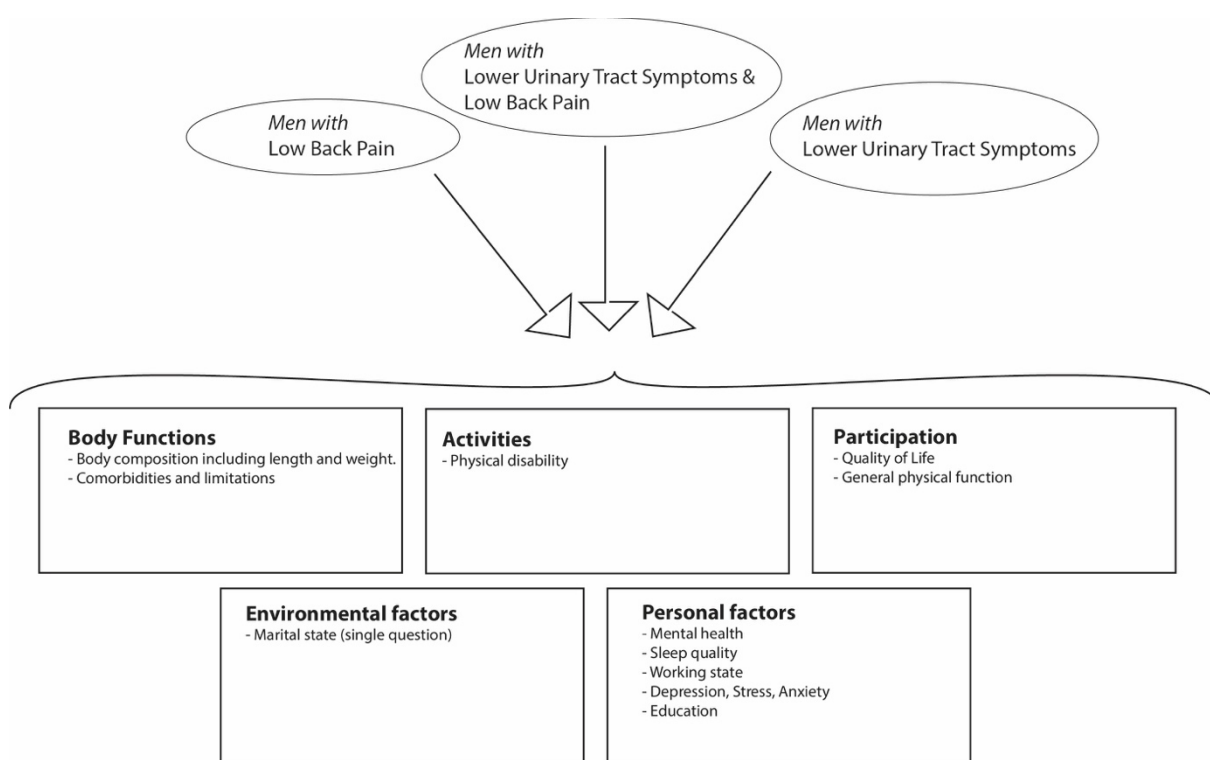 Men with
Lower Urinary Tract Symptoms &
Low Back Pain
Men with
Low Back Pain
Men with
Lower Urinary Tract Symptoms
Body Functions
- Body composition including length and weight.
- Comorbidities and limitations
Activities
- Physical disability
Participation
- Quality of Life
- General physical function
Environmental factors
- Marital state (single question)
Personal factors
- Mental health
- Sleep quality
- Working state
- Depression, Stress, Anxiety
- Education